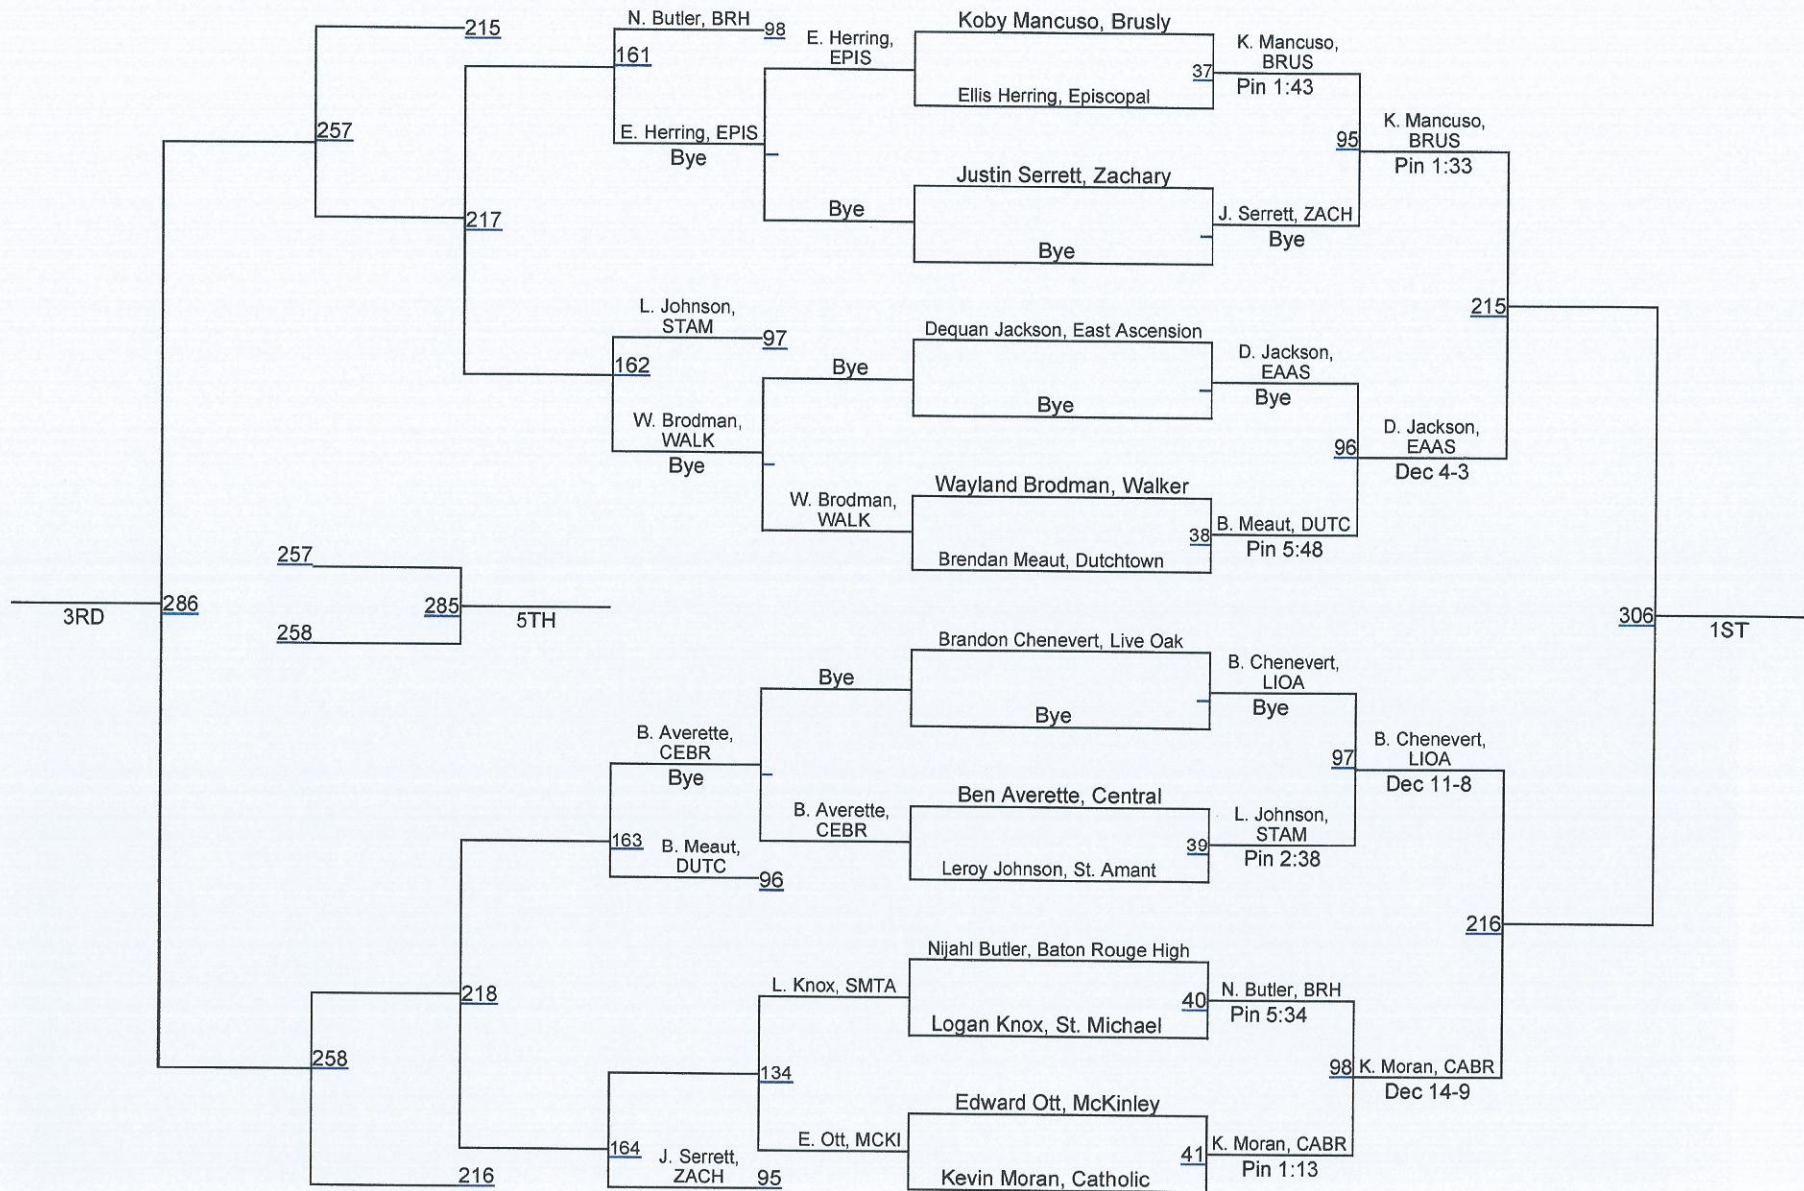 215
N. Butler, BRH
98
161
E. Herring,
EPIS
Koby Mancuso, Brusly
37
K. Mancuso,
BRUS
Pin 1:43
Ellis Herring, Episcopal
257
E. Herring, EPIS
Bye
95
K. Mancuso,
BRUS
Pin 1:33
Justin Serrett, Zachary
217
Bye
J. Serrett, ZACH
Bye
Bye
L. Johnson,
STAM
97
162
215
Dequan Jackson, East Ascension
Bye
D. Jackson,
EAAS
Bye
Bye
W. Brodman,
WALK
Bye
96
D. Jackson,
EAAS
Dec 4-3
W. Brodman,
WALK
Wayland Brodman, Walker
38
B. Meaut, DUTC
Pin 5:48
Brendan Meaut, Dutchtown
257
3RD
286
285
5TH
258
306
1ST
Brandon Chenevert, Live Oak
Bye
B. Chenevert,
LIOA
Bye
Bye
B. Averette,
CEBR
Bye
97
B. Chenevert,
LIOA
Dec 11-8
B. Averette,
CEBR
Ben Averette, Central
39
L. Johnson,
STAM
Pin 2:38
163
B. Meaut,
DUTC
96
Leroy Johnson, St. Amant
216
218
L. Knox, SMTA
Nijahl Butler, Baton Rouge High
40
N. Butler, BRH
Pin 5:34
Logan Knox, St. Michael
258
134
98
K. Moran, CABR
Dec 14-9
Edward Ott, McKinley
E. Ott, MCKI
41
K. Moran, CABR
Pin 1:13
164
J. Serrett,
ZACH
95
216
Kevin Moran, Catholic